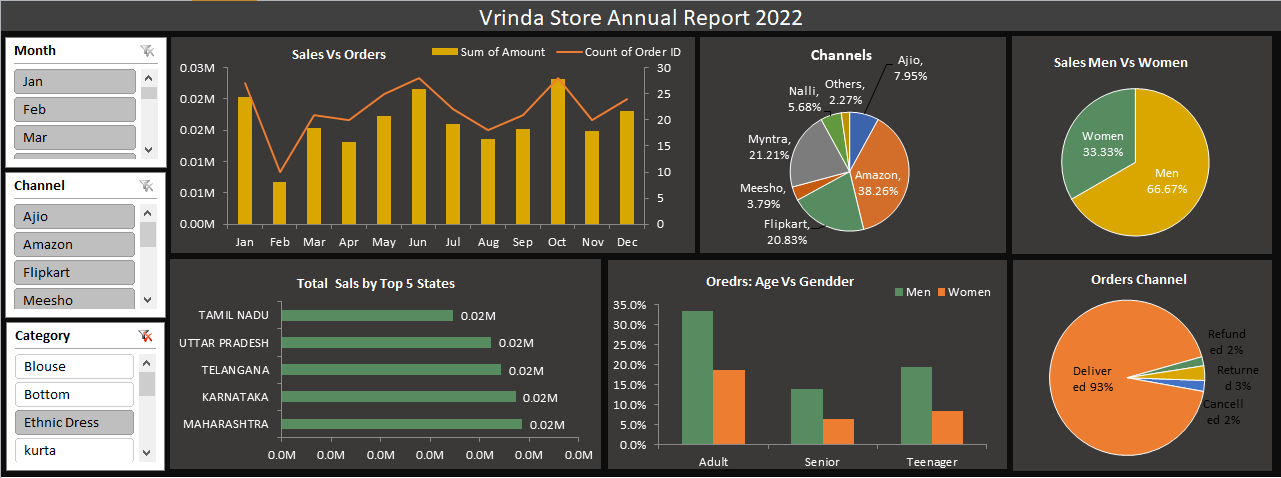 Vrinda Store Annual Report 2022
Month
Jan
Feb
Mar
Channel
Ajio
Amazon
Flipkart
Meesho
Category
Blouse
Bottom
Ethnic Dress
kurta
Sales Vs Orders
Sum of Amount
Count of Order ID
0.03M
0.02M
0.02M
0.01M
0.01M
0.00M
30
25
20
15
10
5
0
Jan Feb Mar Apr May Jun Jul Aug Sep Oct Nov Dec
Channels
Ajio,
7.95%
Amazon,
38.26%
Flipkart,
20.83%
Meesho,
3.79%
Myntra,
21.21%
Nalli,
5.68%
Others,
2.27%
Sales Men Vs Women
Women
33.33%
Men
66.67%
Total Sals by Top 5 States
TAMIL NADU 0.02M
UTTAR PRADESH 0.02M
TELANGANA 0.02M
KARNATAKA 0.02M
MAHARASHTRA 0.02M
0.0M 0.0M 0.0M 0.0M 0.0M 0.0M 0.0M
Oredrs: Age Vs Gendder
Men Women
35.0%
30.0%
25.0%
20.0%
15.0%
10.0%
5.0%
0.0%
Adult Senior Teenager
Orders Channel
Deliver
ed 93%
Refund
ed 2%
Returne
d 3%
Cancell
ed 2%